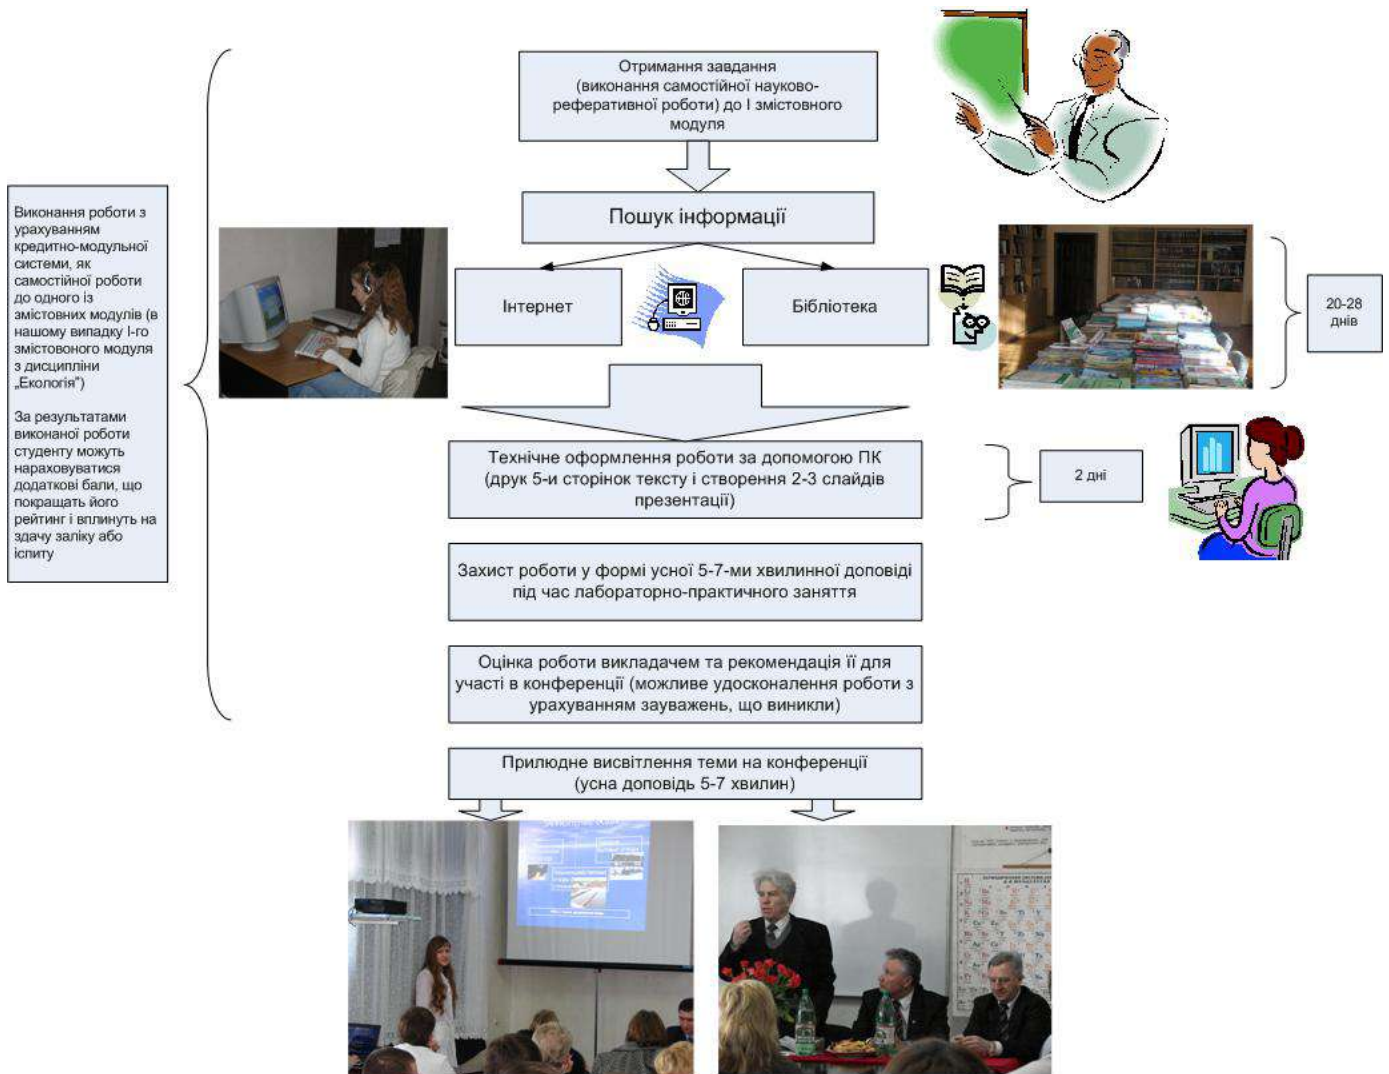 Отримання завдання
(виконання самостійної науково-
реферативної роботи) до І змістовного
модуля
Пошук інформації
Виконання роботи з
урахуванням
кредитно-модульної
системи, як
самостійної роботи
до одного із
змістовних модулів (в
нашому випадку І-го
змістовоного модуля
з дисципліни
„Екологія")
За результатами
виконаної роботи
студенту можуть
нараховуватися
додаткові бали, що
покращать його
рейтинг і вплинуть на
здачу заліку або
іспиту
Інтернет
Бібліотека
20-28
днів
Технічне оформлення роботи за допомогою ПК
(друк 5-и сторінок тексту і створення 2-3 слайдів
презентації)
2 дні
Захист роботи у формі усної 5-7-ми хвилинної доповіді
під час лабораторно-практичного заняття
Оцінка роботи викладачем та рекомендація її для
участі в конференції (можливе удосконалення роботи з
урахуванням зауважень, що виникли)
Прилюдне висвітлення теми на конференції
(усна доповідь 5-7 хвилин)